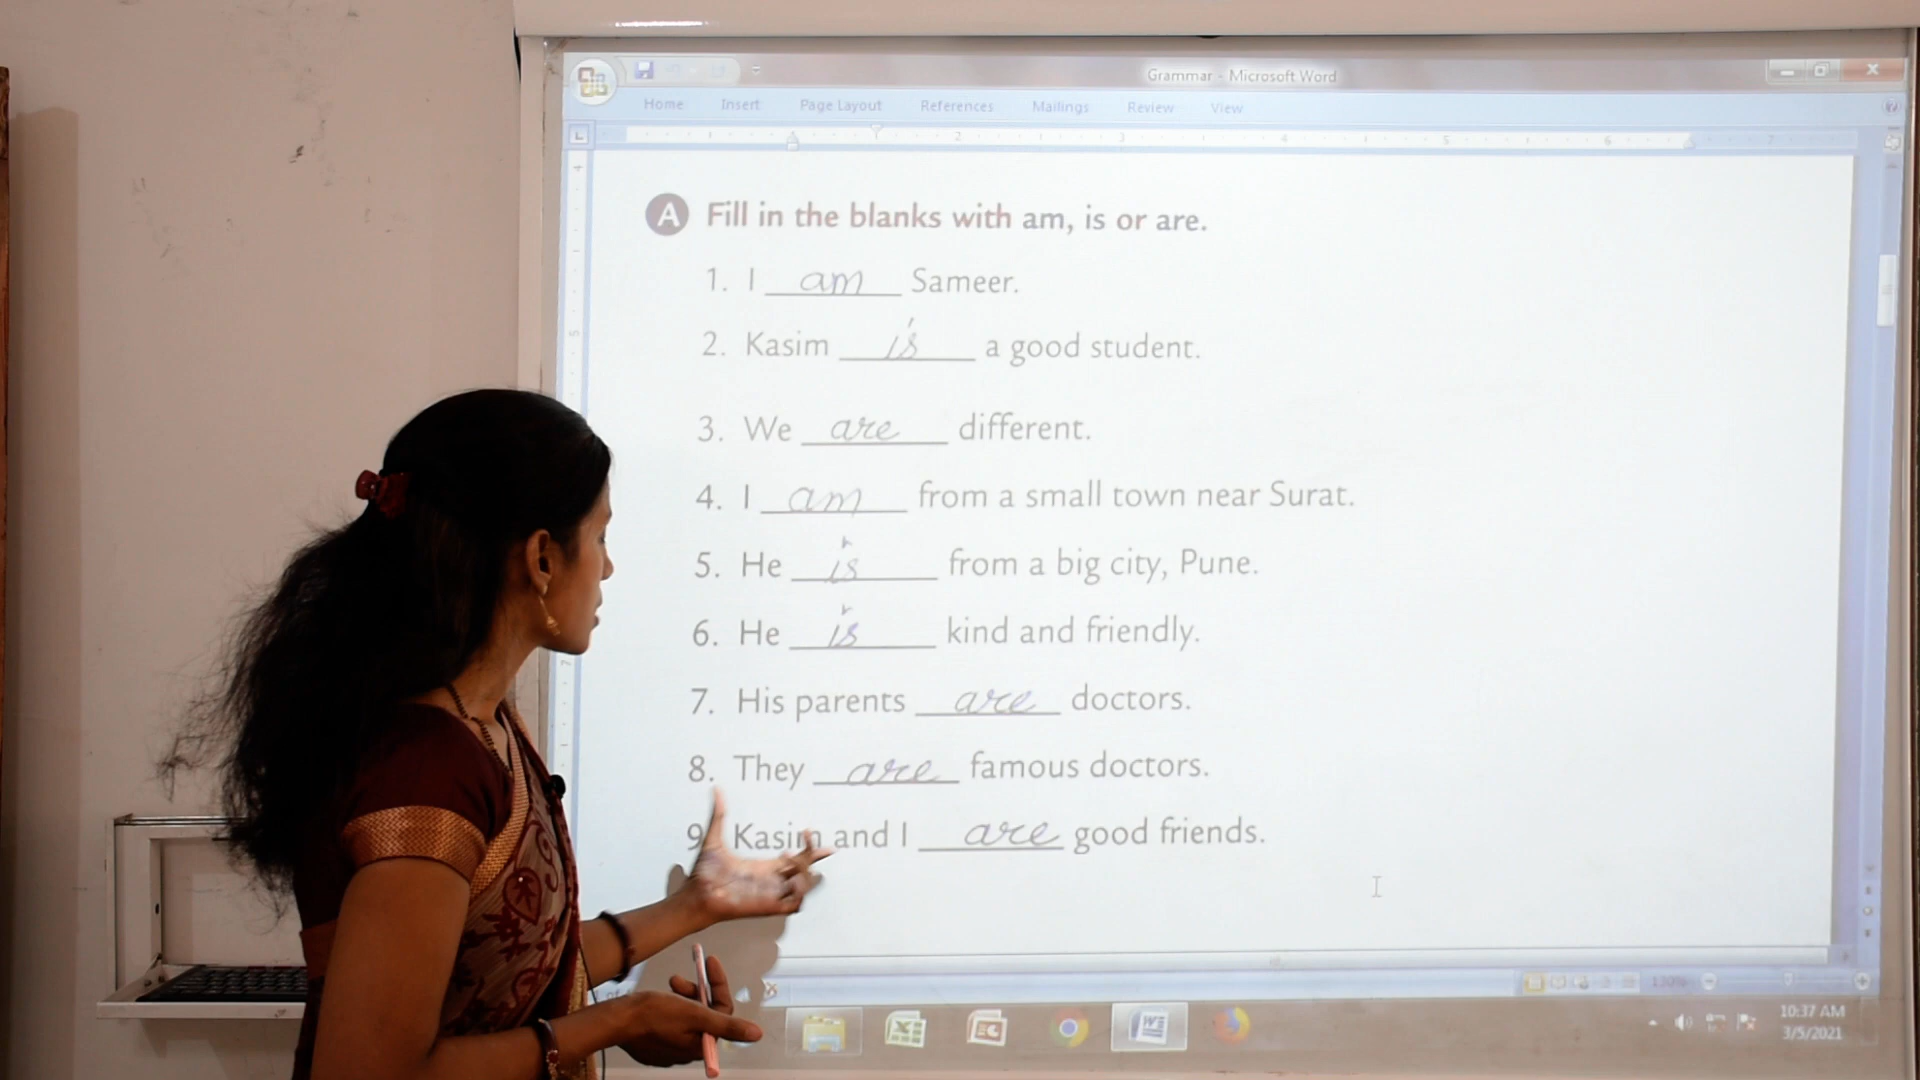 Grammar - Microsoft Word
Home Insert Page Layout References Mailings Review View
A Fill in the blanks with am, is or are.
1. I am Sameer.
2. Kasim is a good student.
3. We are different.
4. I am from a small town near Surat.
5. He is from a big city, Pune.
6. He is kind and friendly.
7. His parents are doctors.
8. They are famous doctors.
9. Kasim and I are good friends.
130%
10:37 AM
3/5/2021